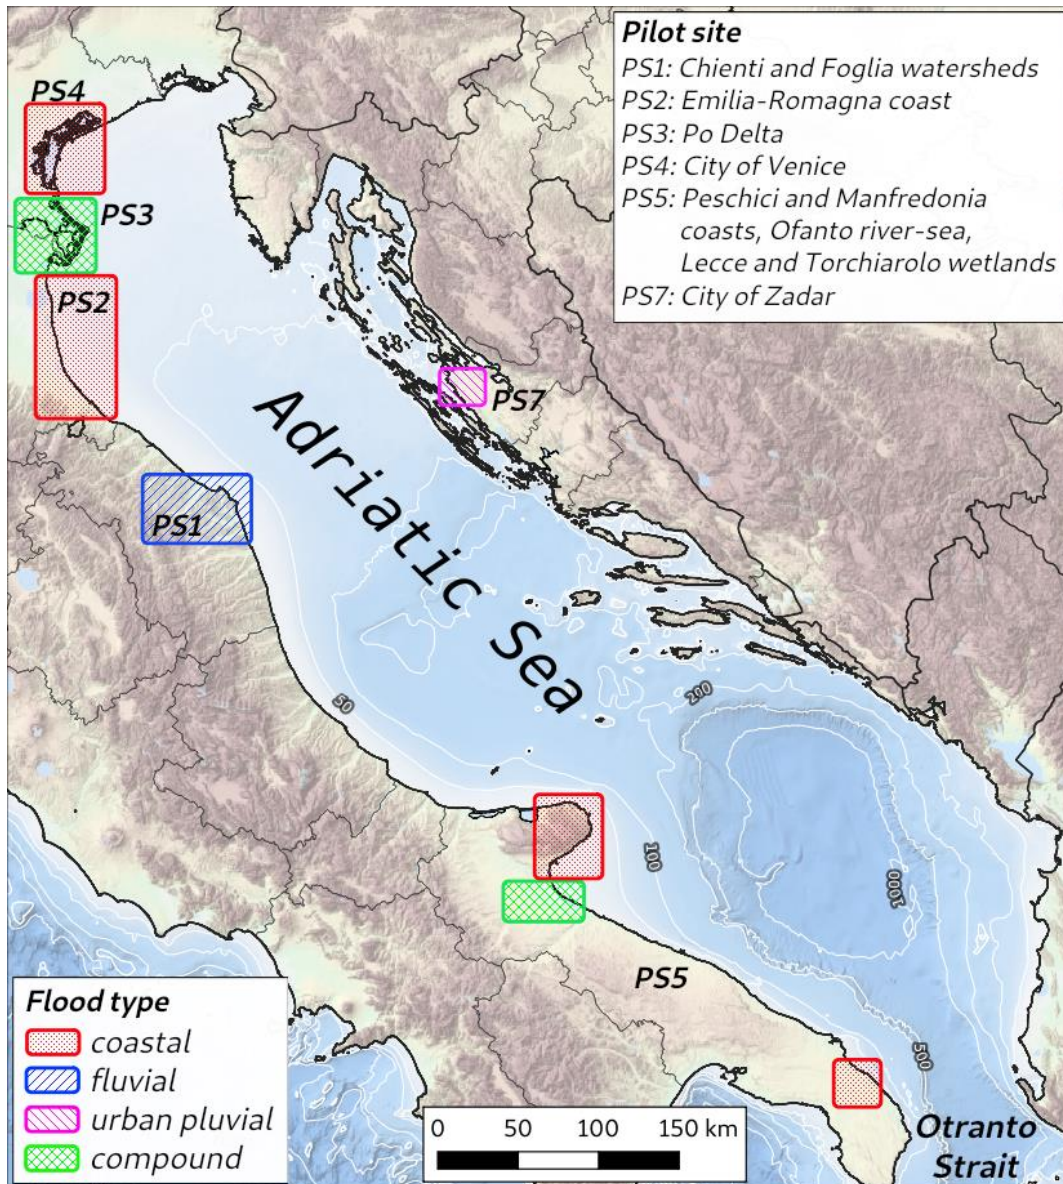 Pilot site
PS1: Chienti and Foglia watersheds
PS2: Emilia-Romagna coast
PS3: Po Delta
PS4: City of Venice
PS5: Peschici and Manfredonia
coasts, Ofanto river-sea,
Lecce and Torchiarolo wetlands
PS7: City of Zadar
PS4
PS3
PS2
PS7
PS1
Adriatic Sea
50
200
100
1000
PS5
500
Otranto
Strait
Flood type
coastal
fluvial
urban pluvial
compound
0 50 100 150 km